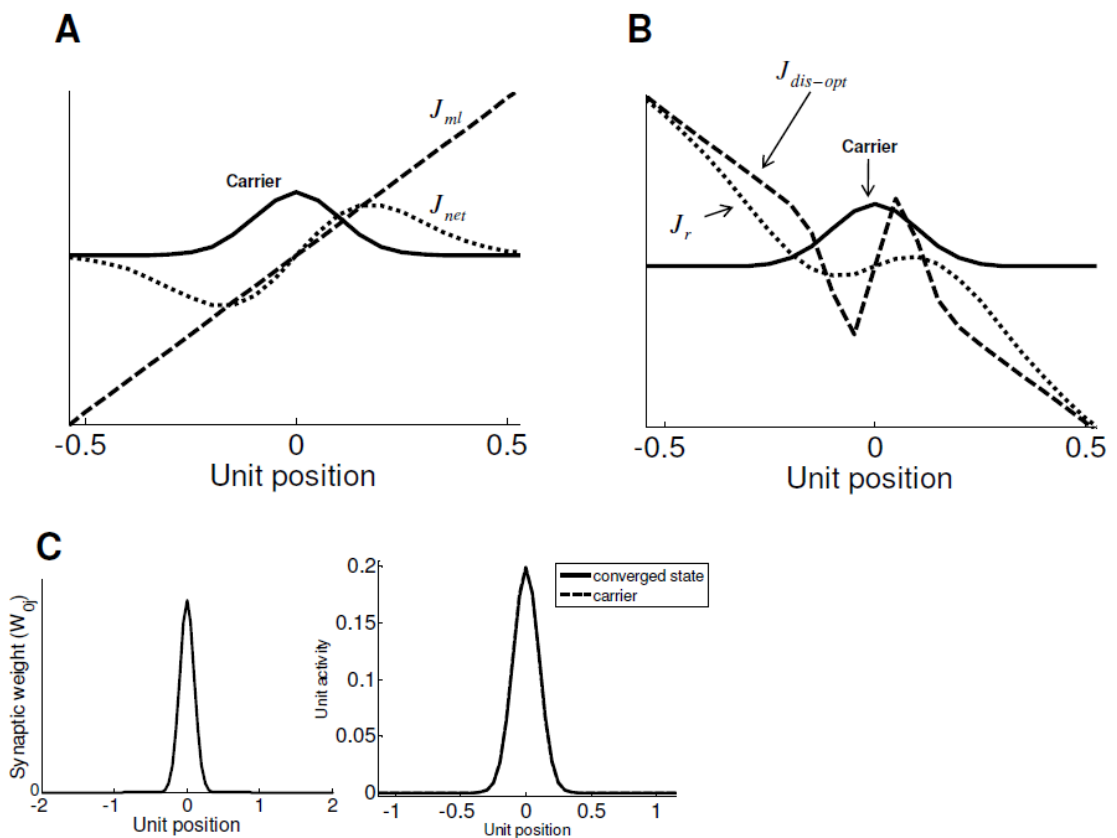 A
J_ml
Carrier
J_net
-0.5
0
0.5
Unit position
B
J_dis-opt
Carrier
J_r
-0.5
0
0.5
Unit position
C
Synaptic weight (W_0j)
0
-2
-1
0
1
2
Unit position
Unit activity
0.2
0.15
0.1
0.05
0
-1
-0.5
0
0.5
1
Unit position
converged state
carrier